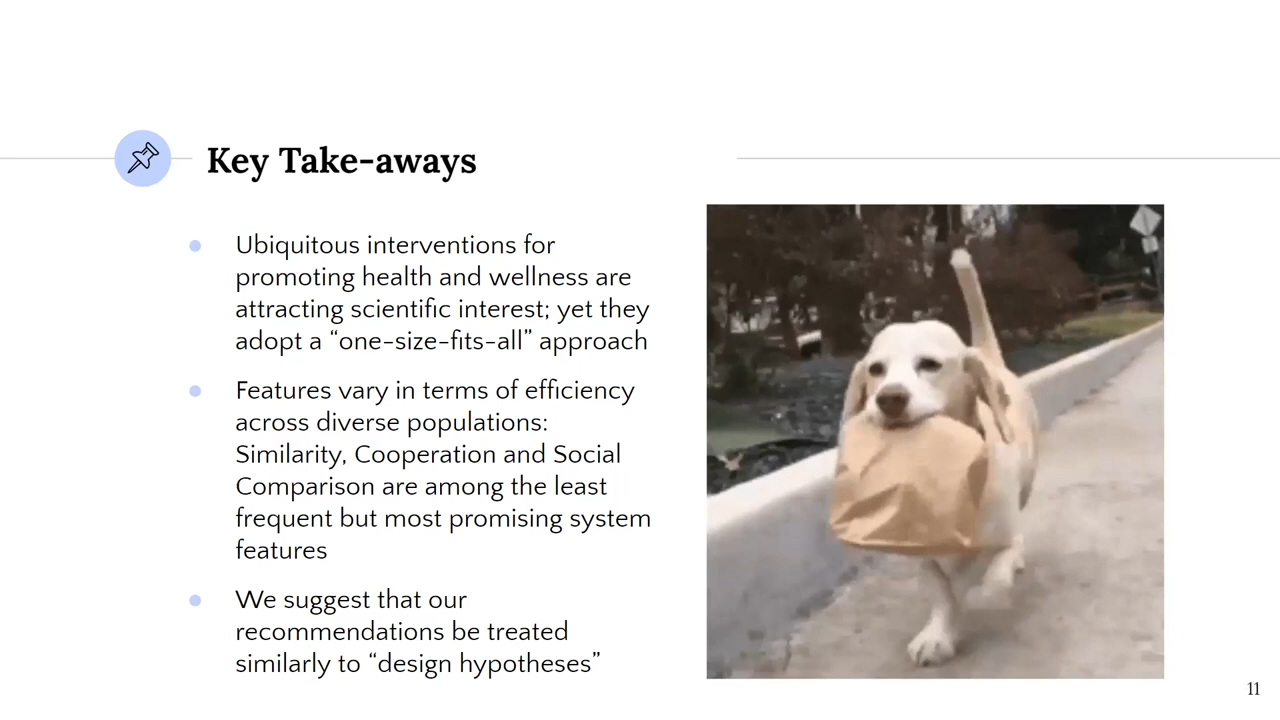 Key Take-aways
Ubiquitous interventions for
promoting health and wellness are
attracting scientific interest; yet they
adopt a “one-size-fits-all” approach
Features vary in terms of efficiency
across diverse populations:
Similarity, Cooperation and Social
Comparison are among the least
frequent but most promising system
features
We suggest that our
recommendations be treated
similarly to “design hypotheses”
11